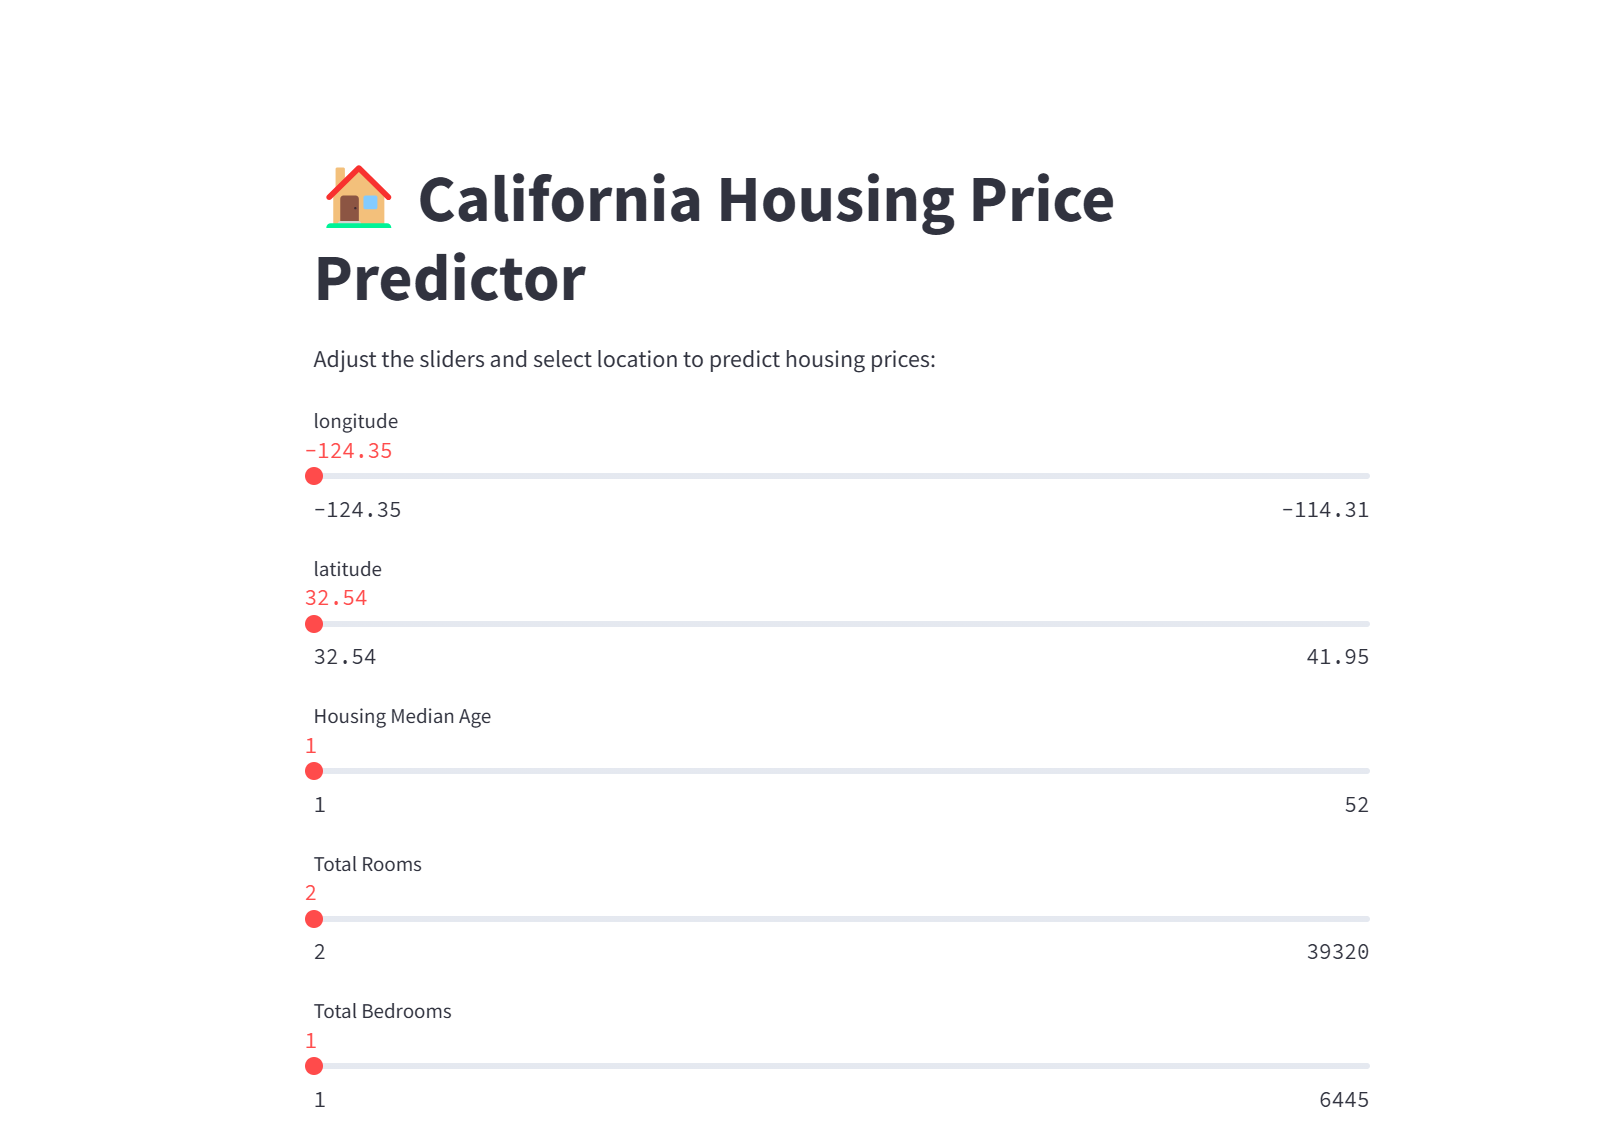 California Housing Price
Predictor
Adjust the sliders and select location to predict housing prices:
longitude
-124.35
-124.35 -114.31
latitude
32.54
32.54 41.95
Housing Median Age
1
1 52
Total Rooms
2
2 39320
Total Bedrooms
1
1 6445